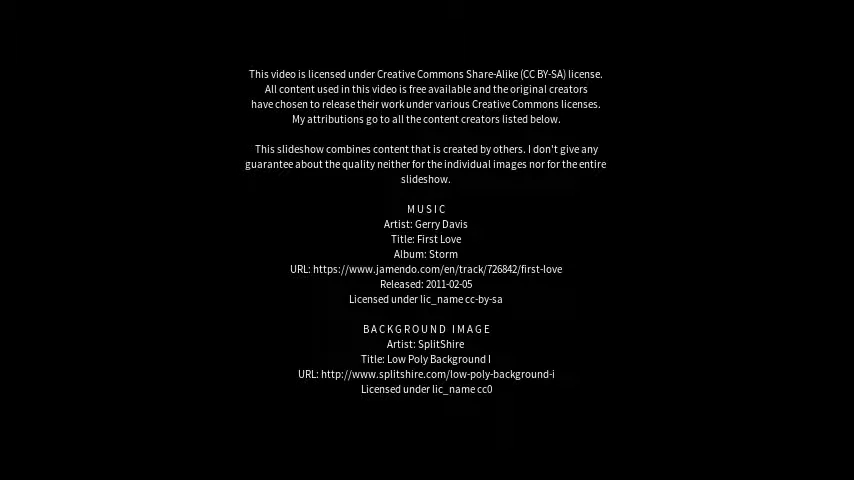 This video is licensed under Creative Commons Share-Alike (CC BY-SA) license.
All content used in this video is free available and the original creators
have chosen to release their work under various Creative Commons licenses.
My attributions go to all the content creators listed below.
This slideshow combines content that is created by others. I don't give any
guarantee about the quality neither for the individual images nor for the entire
slideshow.
MUSIC
Artist: Gerry Davis
Title: First Love
Album: Storm
URL: https://www.jamendo.com/en/track/726842/first-love
Released: 2011-02-05
Licensed under lic_name cc-by-sa
BACKGROUND IMAGE
Artist: SplitShire
Title: Low Poly Background I
URL: http://www.splitshire.com/low-poly-background-i
Licensed under lic_name cc0